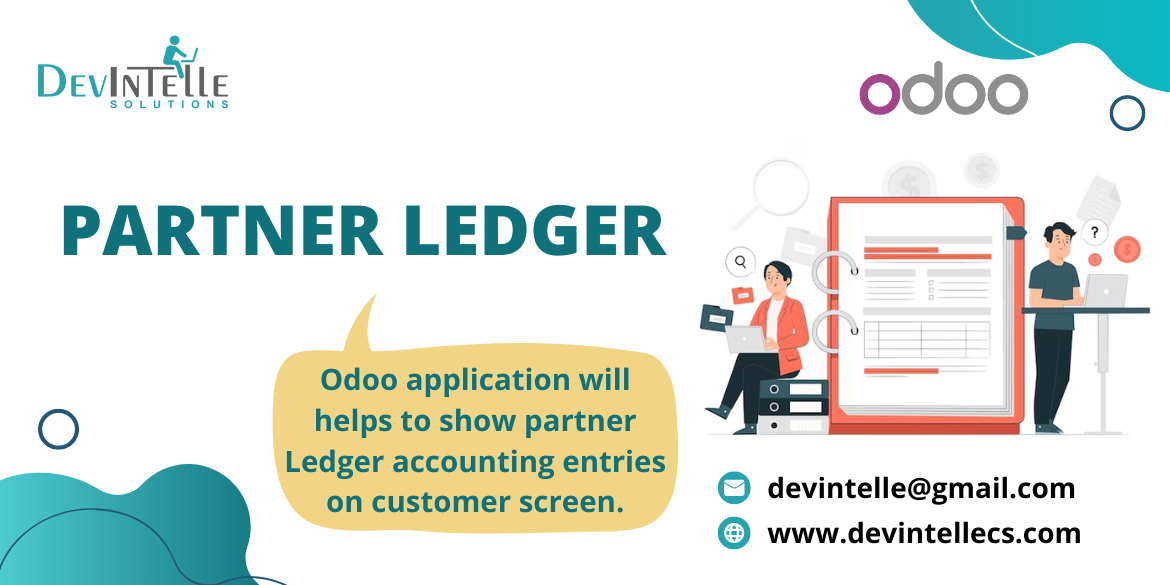 DEVINTELLE
SOLUTIONS
odoo
PARTNER LEDGER
$
$
?
$
$
Odoo application will
helps to show partner
Ledger accounting entries
on customer screen.
devintelle@gmail.com
www.devintellecs.com